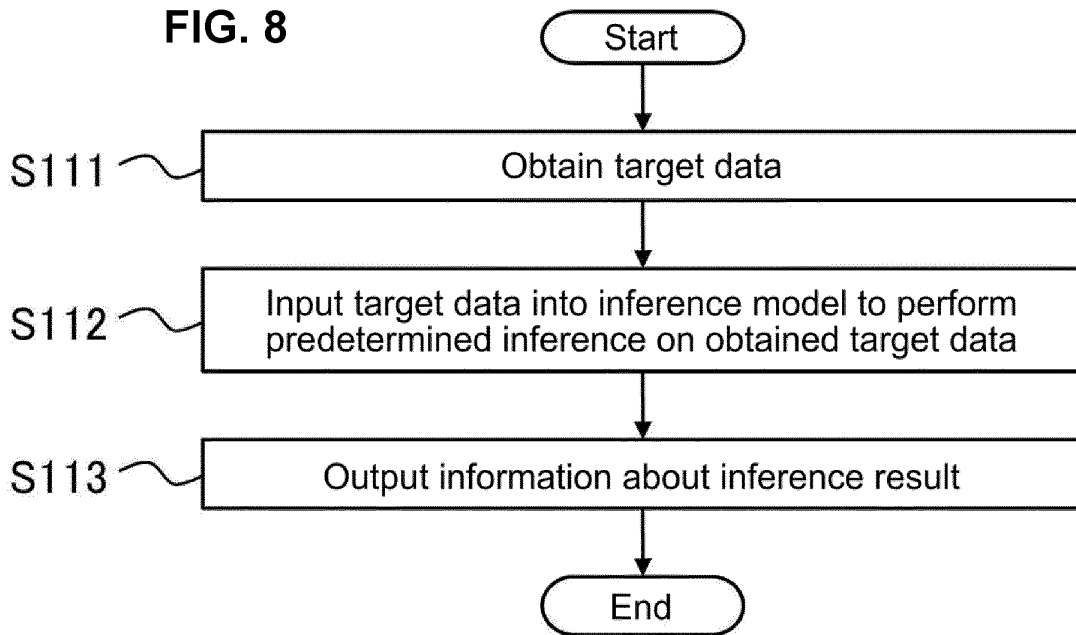 FIG. 8
Start
S111
Obtain target data
S112
Input target data into inference model to perform
predetermined inference on obtained target data
S113
Output information about inference result
End